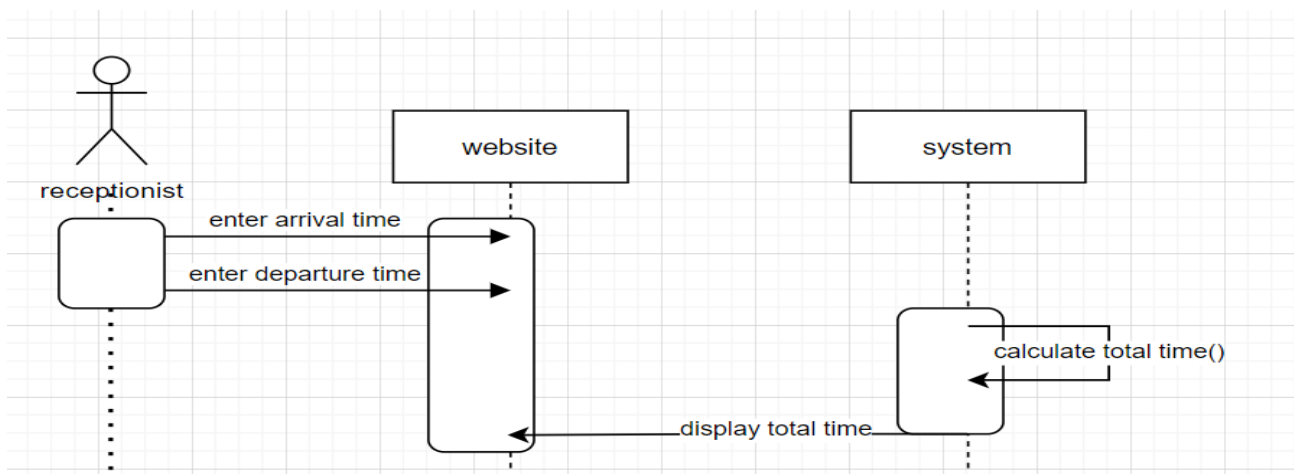 website
system
receptionist
enter arrival time
enter departure time
calculate total time()
display total time